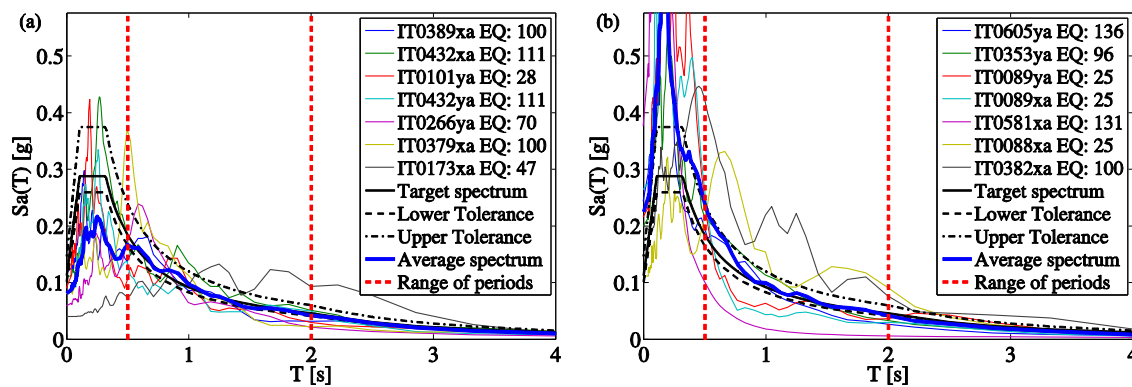 (a)
Sa(T) [g]
0.5
0.4
0.3
0.2
0.1
0
0
1
2
3
4
T [s]
IT0389xa EQ: 100
IT0432xa EQ: 111
IT0101ya EQ: 28
IT0432ya EQ: 111
IT0266ya EQ: 70
IT0379xa EQ: 100
IT0173xa EQ: 47
Target spectrum
Lower Tolerance
Upper Tolerance
Average spectrum
Range of periods
(b)
Sa(T) [g]
0.5
0.4
0.3
0.2
0.1
0
0
1
2
3
4
T [s]
IT0605ya EQ: 136
IT0353ya EQ: 96
IT0089ya EQ: 25
IT0089xa EQ: 25
IT0581xa EQ: 131
IT0088xa EQ: 25
IT0382xa EQ: 100
Target spectrum
Lower Tolerance
Upper Tolerance
Average spectrum
Range of periods